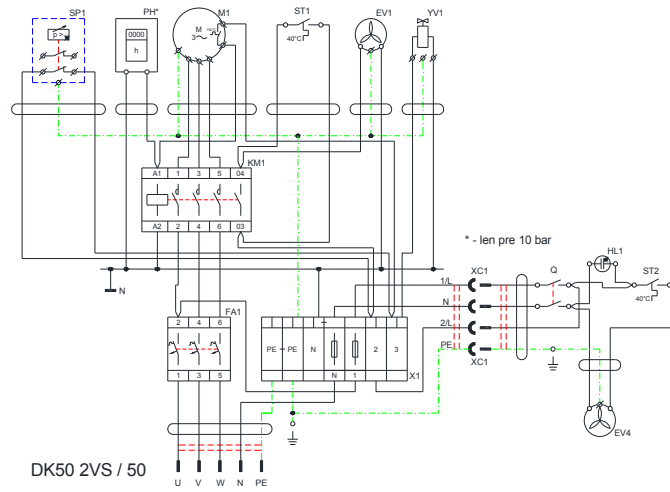 SP1 PH* M1 ST1 EV1 YV1
p >
0000
h
M
3~
40°C
KM1
A1 1 3 5 04
A2 2 4 6 03
* - len pre 10 bar
HL1
XC1 Q ST2
1/L
N
2/L
PE
40°C
XC1
N
FA1
2 4 6
PE PE N 2 3
N 1
X1
1 3 5
EV4
DK50 2VS / 50
U V W N PE